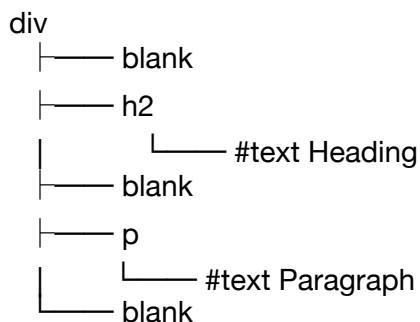 div
blank
h2
#text Heading
blank
p
#text Paragraph
blank